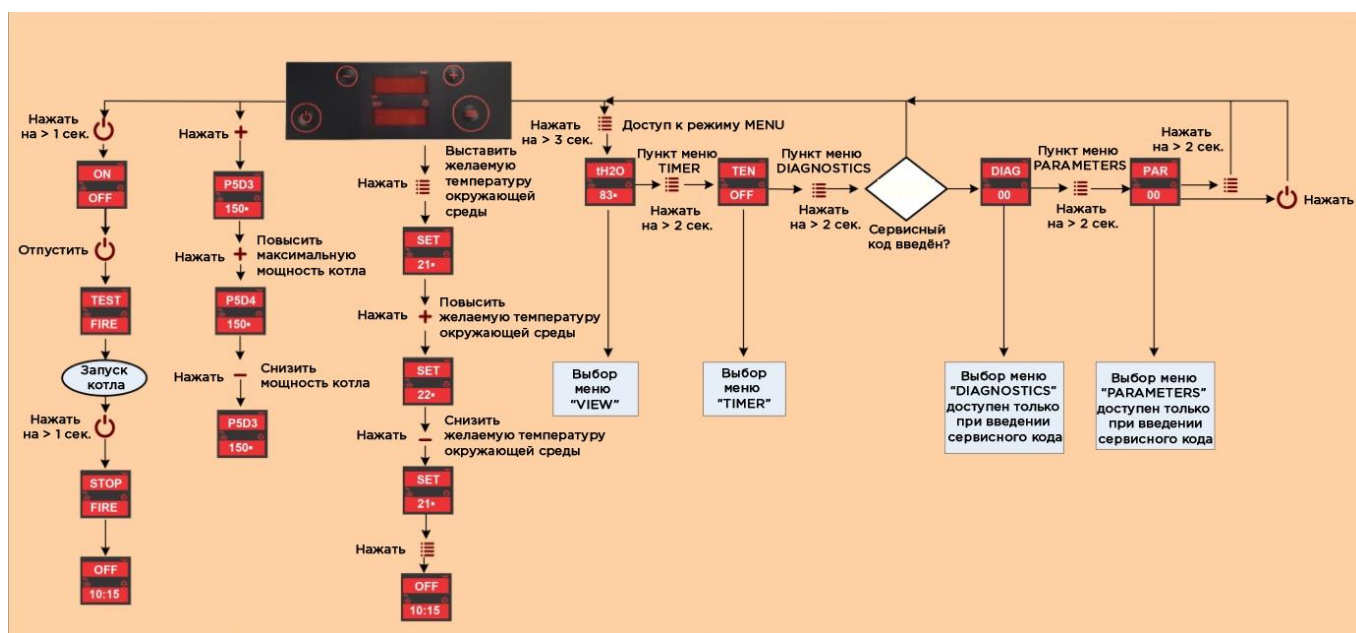 Нажать
на > 1 сек.
ON
OFF
Отпустить
TEST
FIRE
Запуск
котла
Нажать
на > 1 сек.
STOP
FIRE
OFF
10:15
Нажать +
P5D3
150•
Нажать +
Повысить
максимальную
мощность котла
P5D4
150•
Нажать –
Снизить
мощность котла
P5D3
150•
Нажать
Выставить
желаемую
температуру
окружающей
среды
SET
21•
Нажать +
Повысить
желаемую температуру
окружающей среды
SET
22•
Нажать –
Снизить
желаемую температуру
окружающей среды
SET
21•
Нажать
OFF
10:15
Нажать
на > 3 сек.
Доступ к режиму MENU
tH2O
83•
Выбор
меню
“VIEW”
Пункт меню
TIMER
Нажать
на > 2 сек.
TEN
OFF
Выбор
меню
“TIMER”
Пункт меню
DIAGNOSTICS
Нажать
на > 2 сек.
Сервисный
код введён?
DIAG
00
Выбор меню
“DIAGNOSTICS”
доступен только
при введении
сервисного кода
Пункт меню
PARAMETERS
Нажать
на > 2 сек.
PAR
00
Выбор меню
“PARAMETERS”
доступен только
при введении
сервисного кода
Нажать
на > 2 сек.
Нажать